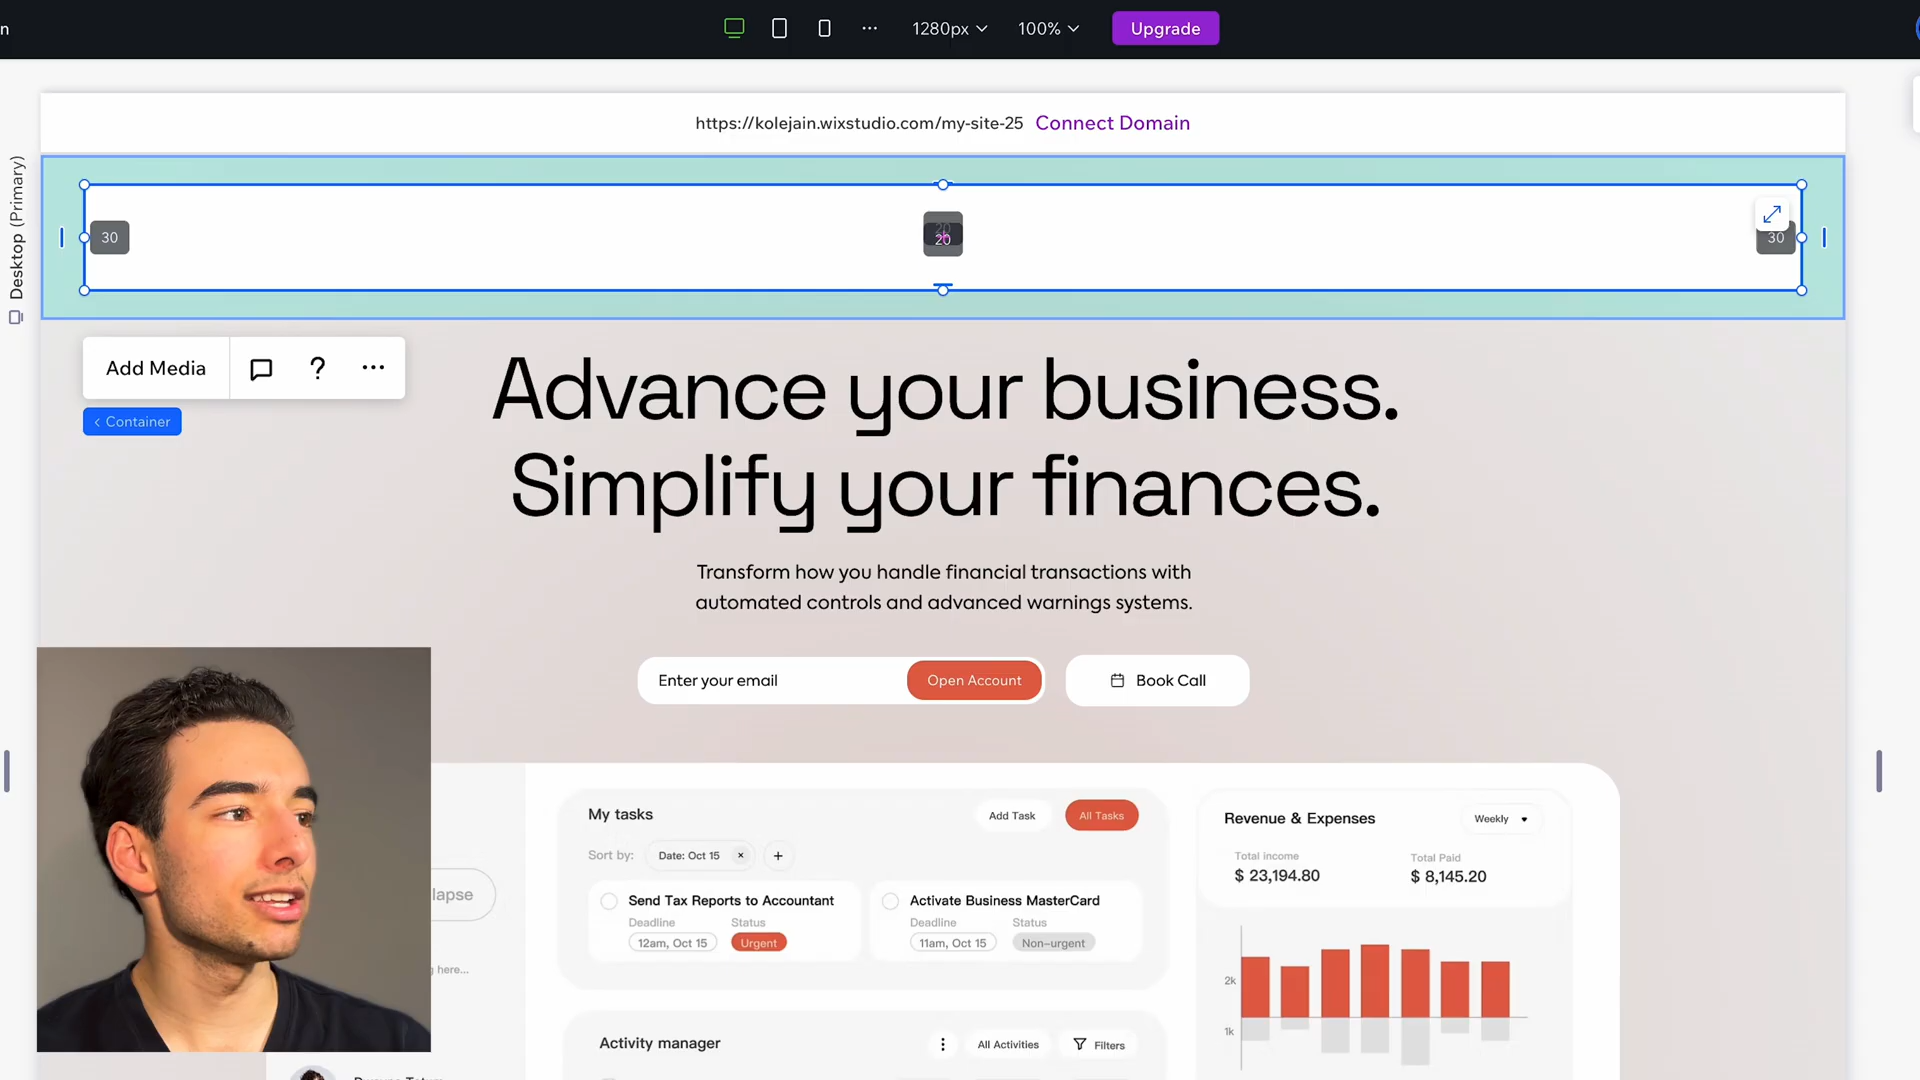 n
1280px
100%
Upgrade
https://kolejain.wixstudio.com/my-site-25 Connect Domain
Desktop (Primary)
30
20
20
30
Add Media ? ...
< Container
Advance your business.
Simplify your finances.
Transform how you handle financial transactions with
automated controls and advanced warnings systems.
Enter your email
Open Account
Book Call
My tasks
Add Task
All Tasks
Sort by:
Date: Oct 15 ×
+
Send Tax Reports to Accountant
Deadline
Status
12am, Oct 15
Urgent
Activate Business MasterCard
Deadline
Status
11am, Oct 15
Non-urgent
Revenue & Expenses
Weekly
Total income
Total Paid
$ 23,194.80
$ 8,145.20
2k
1k
lapse
here...
Activity manager
All Activities
Filters